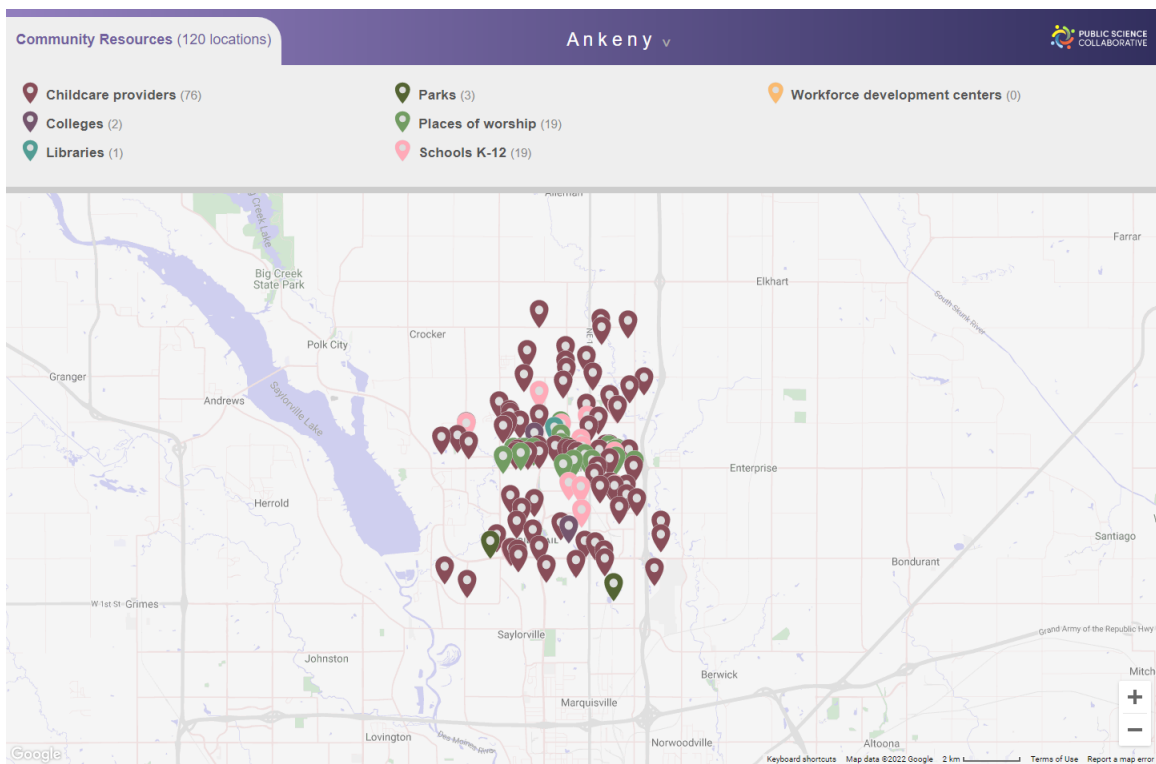 Community Resources (120 locations)
Ankeny v
PUBLIC SCIENCE
COLLABORATIVE
Childcare providers (76)
Parks (3)
Workforce development centers (0)
Colleges (2)
Places of worship (19)
Libraries (1)
Schools K-12 (19)
Alleman
Big Creek Lake
Farrar
Big Creek
State Park
Elkhart
South Skunk River
Crocker
NE 1
Polk City
Granger
Andrews
Saylorville Lake
Enterprise
Herrold
Santiago
Bondurant
W 1st St
Grimes
Saylorville
Grand Army of the Republic Hwy
Johnston
Berwick
Mitch
Marquisville
Lovington
Des Moines Rive
Norwoodville
Altoona
+
−
Google
Keyboard shortcuts
Map data ©2022 Google
2 km
Terms of Use
Report a map error